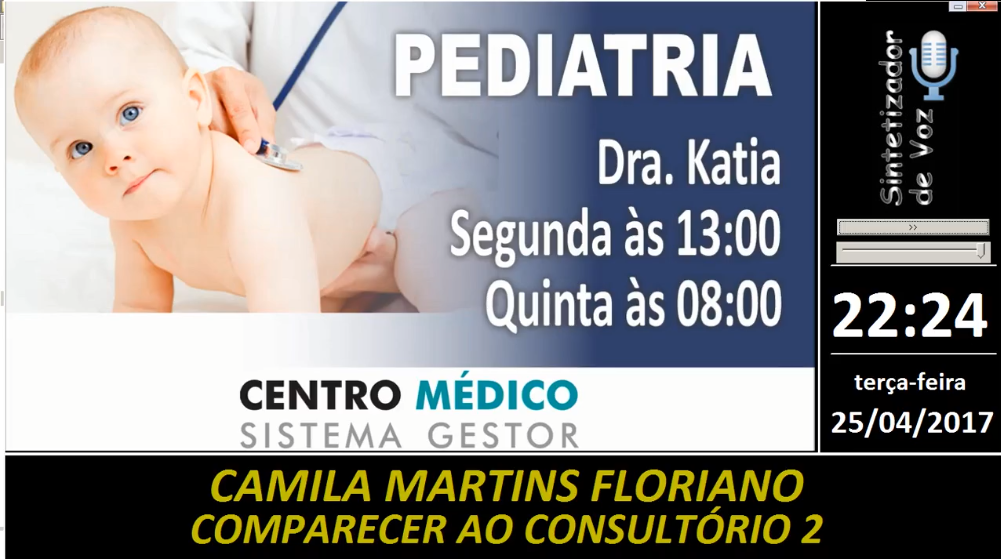 PEDIATRIA
Dra. Katia
Segunda às 13:00
Quinta às 08:00
CENTRO MÉDICO
SISTEMA GESTOR
Sintetizador
de Voz
>>
22:24
terça-feira
25/04/2017
CAMILA MARTINS FLORIANO
COMPARECER AO CONSULTÓRIO 2